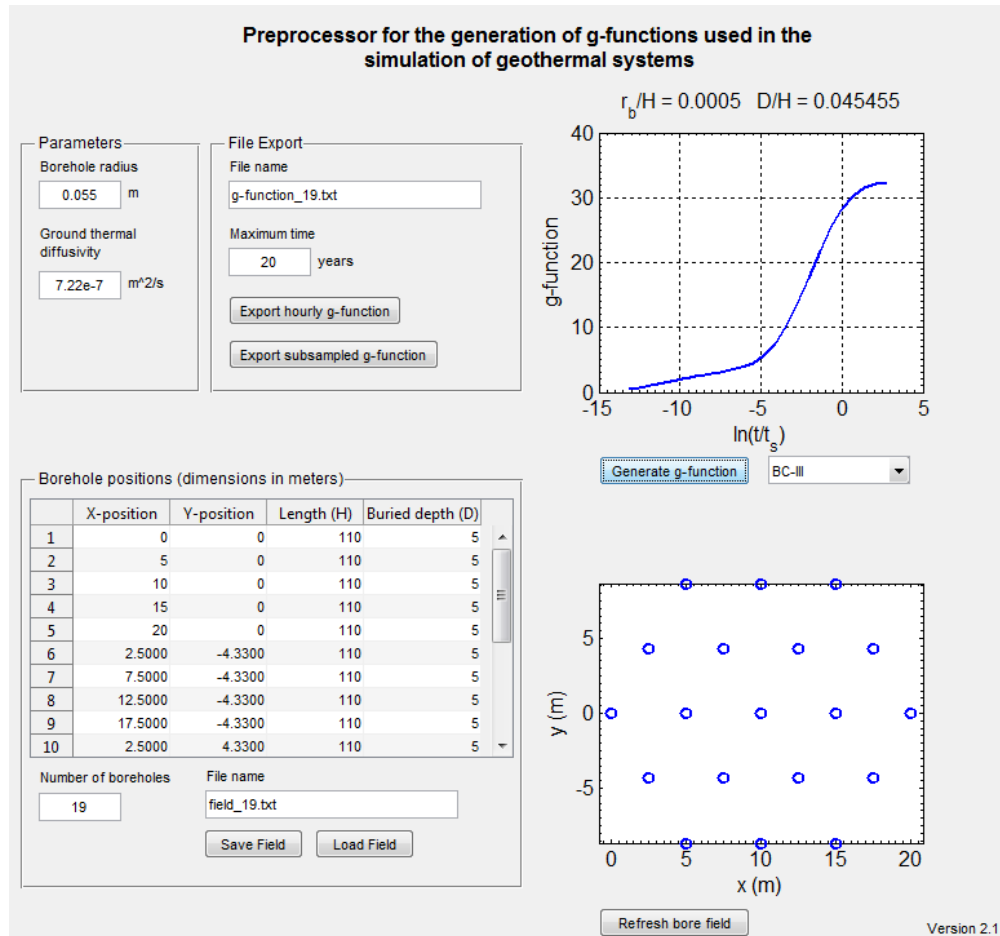 Preprocessor for the generation of g-functions used in the
simulation of geothermal systems
Parameters
Borehole radius
0.055 m
Ground thermal
diffusivity
7.22e-7 m^2/s
File Export
File name
g-function_19.txt
Maximum time
20 years
Export hourly g-function
Export subsampled g-function
r_b/H = 0.0005 D/H = 0.045455
40
30
20
10
0
g-function
-15 -10 -5 0 5
ln(t/t_s)
Generate g-function BC-III
Borehole positions (dimensions in meters)
X-position Y-position Length (H) Buried depth (D)
1 0 0 110 5
2 5 0 110 5
3 10 0 110 5
4 15 0 110 5
5 20 0 110 5
6 2.5000 -4.3300 110 5
7 7.5000 -4.3300 110 5
8 12.5000 -4.3300 110 5
9 17.5000 -4.3300 110 5
10 2.5000 4.3300 110 5
Number of boreholes
19
File name
field_19.txt
Save Field Load Field
5
0
-5
y (m)
0 5 10 15 20
x (m)
Refresh bore field
Version 2.1